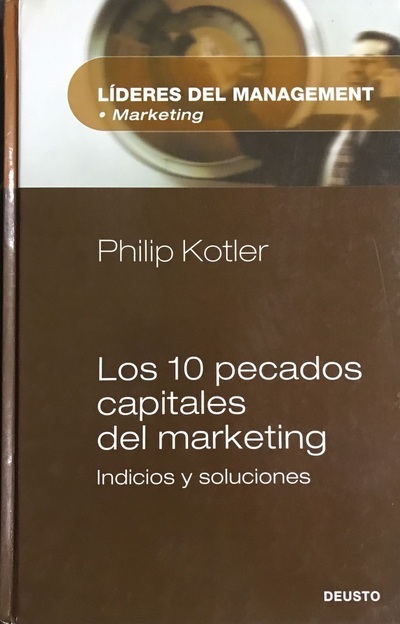 LÍDERES DEL MANAGEMENT
• Marketing
Philip Kotler
Los 10 pecados
capitales
del marketing
Indicios y soluciones
DEUSTO